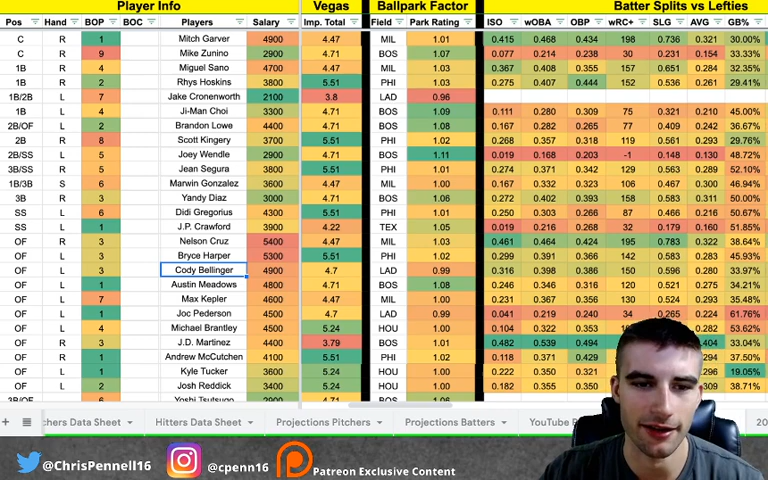 Player Info Vegas Ballpark Factor Batter Splits vs Lefties
Pos Hand BOP BOC Players Salary Imp. Total Field Park Rating ISO wOBA OBP wRC+ SLG AVG GB%
C R 1 Mitch Garver 4900 4.47 MIL 1.01 0.415 0.468 0.434 198 0.736 0.321 30.00%
C R 9 Mike Zunino 2900 4.71 BOS 1.07 0.077 0.214 0.238 30 0.231 0.154 33.33%
1B R 4 Miguel Sano 4700 4.47 MIL 1.03 0.367 0.408 0.355 157 0.651 0.284 32.35%
1B R 2 Rhys Hoskins 3800 5.51 PHI 1.03 0.275 0.407 0.444 152 0.536 0.261 29.41%
1B/2B L 7 Jake Cronenworth 2100 3.8 LAD 0.96
1B L 4 Ji-Man Choi 3300 4.71 BOS 1.09 0.111 0.280 0.309 75 0.321 0.210 45.00%
2B/OF L 2 Brandon Lowe 4400 4.71 BOS 1.08 0.167 0.282 0.265 77 0.409 0.242 36.67%
2B R 8 Scott Kingery 3700 5.51 PHI 1.02 0.268 0.357 0.318 119 0.561 0.293 29.76%
2B/SS L 5 Joey Wendle 2900 4.71 BOS 1.11 0.019 0.168 0.203 -1 0.148 0.130 48.72%
3B/SS R 5 Jean Segura 3800 5.51 PHI 1.01 0.274 0.371 0.342 129 0.563 0.289 52.10%
1B/3B S 6 Marwin Gonzalez 3600 4.47 MIL 1.00 0.167 0.332 0.323 106 0.467 0.300 46.94%
3B R 3 Yandy Diaz 3000 4.71 BOS 1.06 0.272 0.402 0.393 158 0.583 0.311 50.00%
SS L 6 Didi Gregorius 4300 5.51 PHI 1.01 0.250 0.303 0.266 87 0.466 0.216 50.67%
SS L 1 J.P. Crawford 3900 4.22 TEX 1.05 0.019 0.216 0.268 32 0.179 0.160 51.85%
OF R 3 Nelson Cruz 5400 4.47 MIL 1.03 0.461 0.464 0.424 195 0.783 0.322 38.64%
OF L 3 Bryce Harper 5300 5.51 PHI 1.02 0.299 0.391 0.366 142 0.583 0.283 45.93%
OF L 3 Cody Bellinger 4900 4.7 LAD 0.99 0.316 0.398 0.386 150 0.596 0.280 33.97%
OF L 1 Austin Meadows 4800 4.71 BOS 1.08 0.246 0.345 0.336 120 0.521 0.275 34.21%
OF L 7 Max Kepler 4600 4.47 MIL 1.00 0.231 0.367 0.356 130 0.524 0.293 35.48%
OF L 1 Joc Pederson 4500 4.7 LAD 0.99 0.041 0.219 0.240 34 0.265 0.224 61.76%
OF L 4 Michael Brantley 4500 5.24 HOU 1.02 0.104 0.322 0.353 0.282 53.62%
OF R 3 J.D. Martinez 4400 3.79 BOS 1.01 0.482 0.539 0.494 .404 33.04%
OF R 1 Andrew McCutchen 4100 5.51 PHI 1.02 0.118 0.371 0.429 .294 37.50%
OF L 1 Kyle Tucker 3600 5.24 HOU 1.00 0.222 0.350 0.321 19.05%
OF L 2 Josh Reddick 3400 5.24 HOU 1.00 0.182 0.355 0.350 309 38.71%
3B/OF L 6 Yoshi Tsutsugo 2900 4.71 BOS 1.06
chers Data Sheet Hitters Data Sheet Projections Pitchers Projections Batters YouTube 20
@ChrisPennell16 @cpenn16 Patreon Exclusive Content